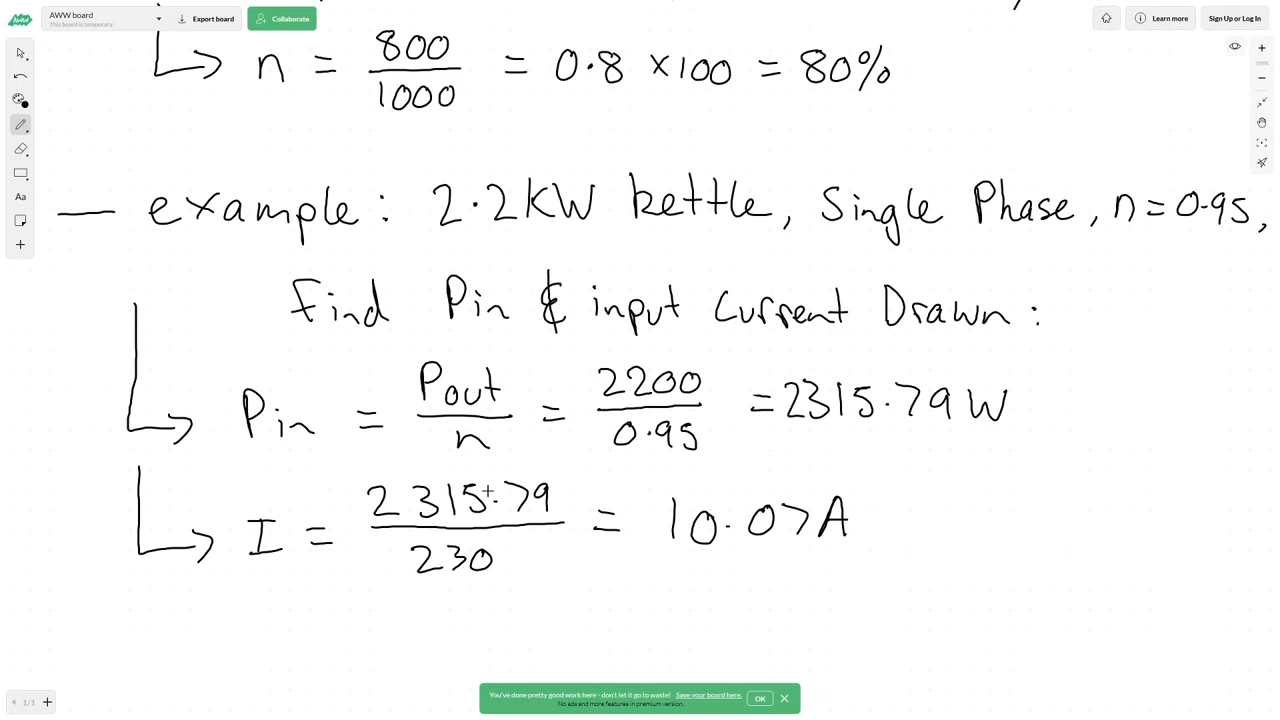 AWW board
This board is temporary
Export board
Collaborate
Learn more
Sign Up or Log In
n = 800/1000 = 0.8 ×100 = 80%
100%
Aa
— example: 2.2KW kettle, Single Phase, n = 0.95,
Find Pin & input Current Drawn:
Pin = Pout/n = 2200/0.95 = 2315.79 W
I = 2315.79/230 = 10.07A
You've done pretty good work here - don't let it go to waste! Save your board here.
No ads and more features in premium version.
OK
1/1